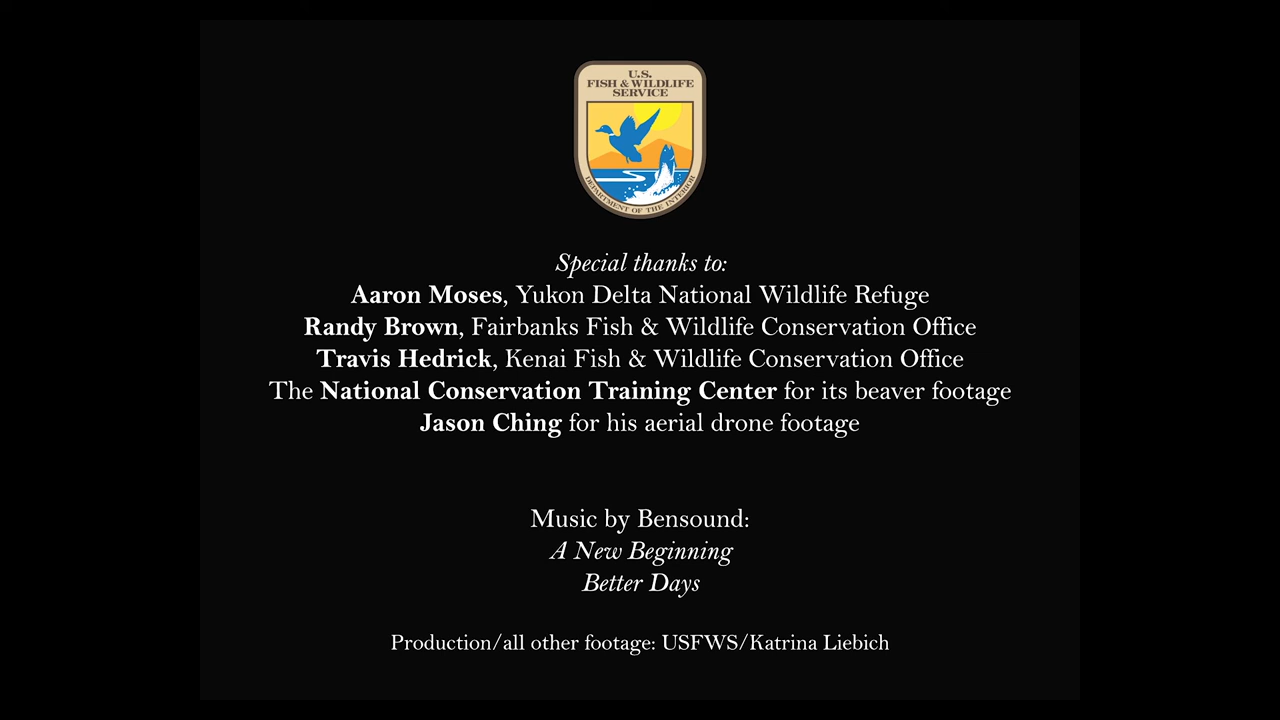 U.S.
FISH & WILDLIFE
SERVICE
DEPARTMENT OF THE INTERIOR
Special thanks to:
Aaron Moses, Yukon Delta National Wildlife Refuge
Randy Brown, Fairbanks Fish & Wildlife Conservation Office
Travis Hedrick, Kenai Fish & Wildlife Conservation Office
The National Conservation Training Center for its beaver footage
Jason Ching for his aerial drone footage
Music by Bensound:
A New Beginning
Better Days
Production/all other footage: USFWS/Katrina Liebich